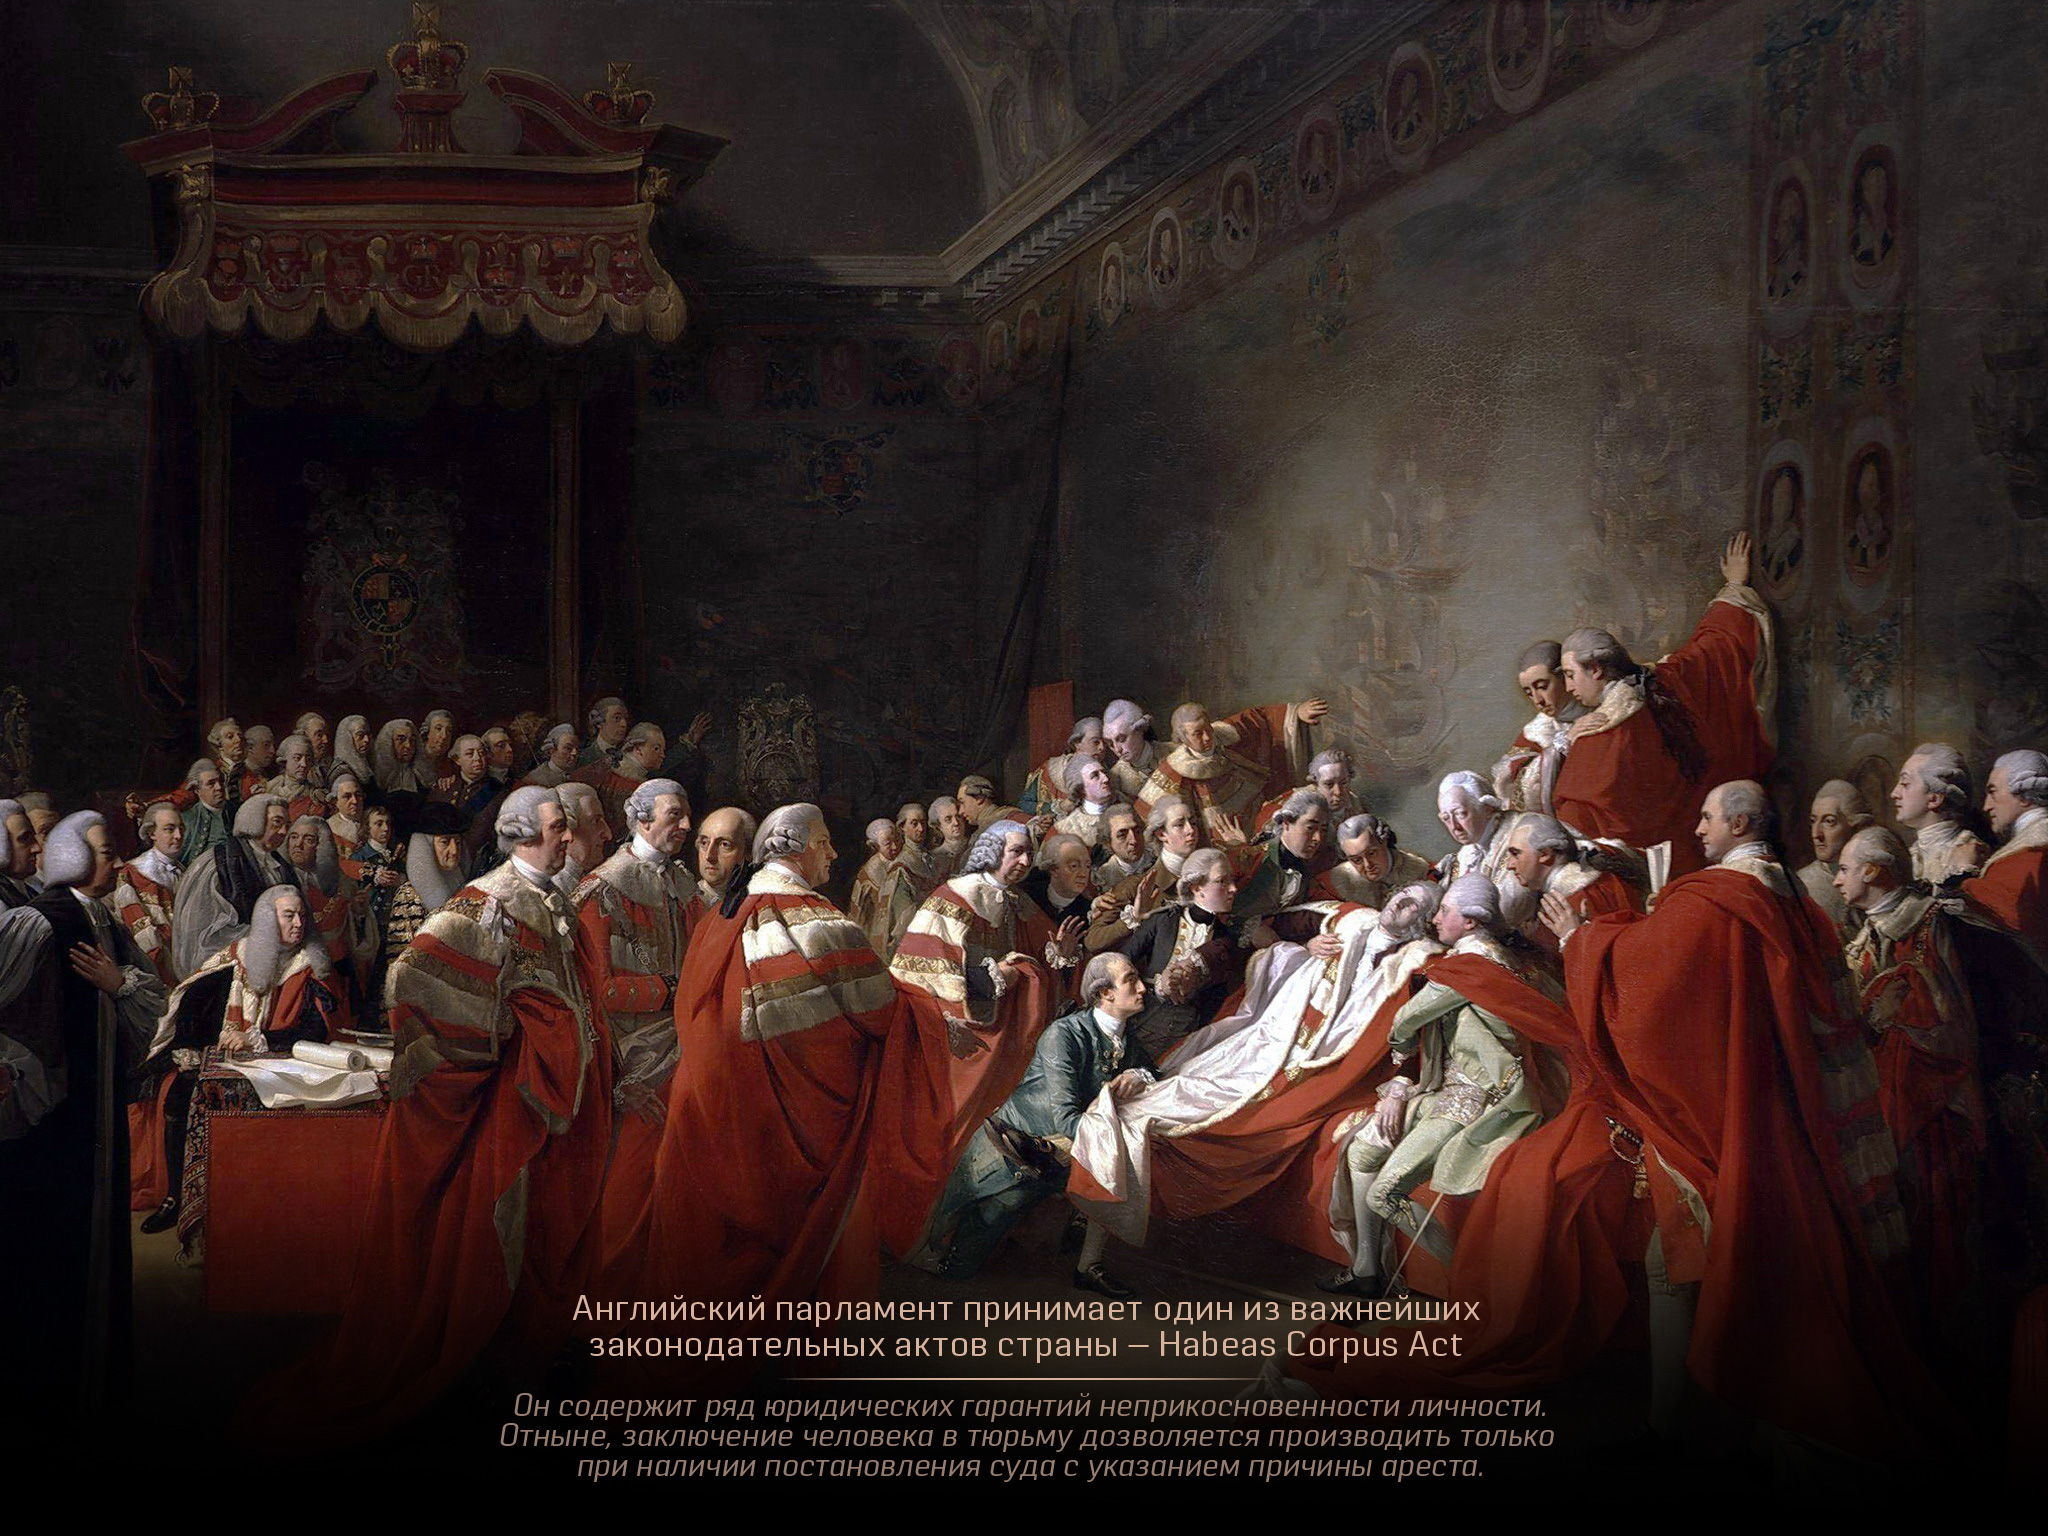 Английский парламент принимает один из важнейших
законодательных актов страны — Habeas Corpus Act
Он содержит ряд юридических гарантий неприкосновенности личности.
Отныне, заключение человека в тюрьму дозволяется производить только
при наличии постановления суда с указанием причины ареста.